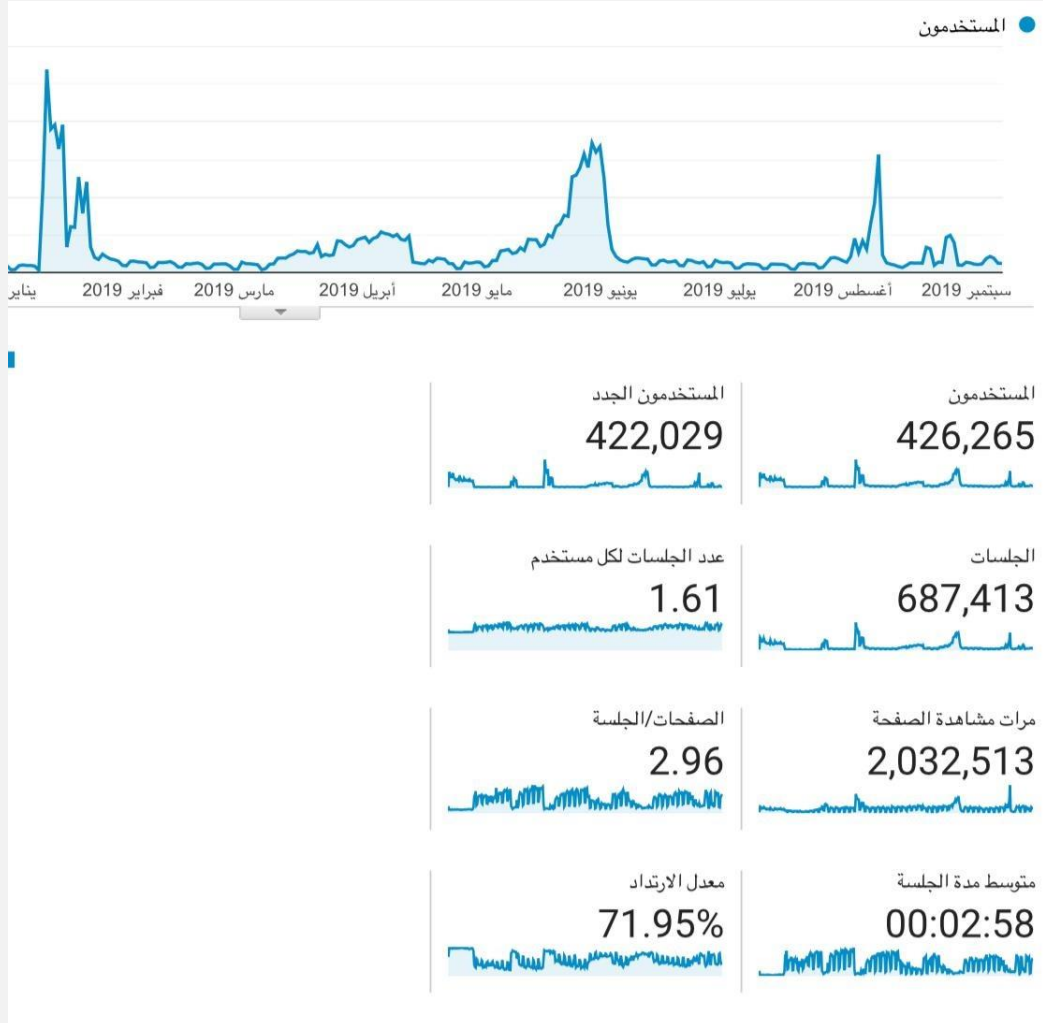 المستخدمون
سبتمبر 2019 أغسطس 2019 يوليو 2019 يونيو 2019 مايو 2019 أبريل 2019 مارس 2019 فبراير 2019 يناير
المستخدمون
426,265
المستخدمون الجدد
422,029
الجلسات
687,413
عدد الجلسات لكل مستخدم
1.61
مرات مشاهدة الصفحة
2,032,513
الصفحات/الجلسة
2.96
متوسط مدة الجلسة
00:02:58
معدل الارتداد
71.95%